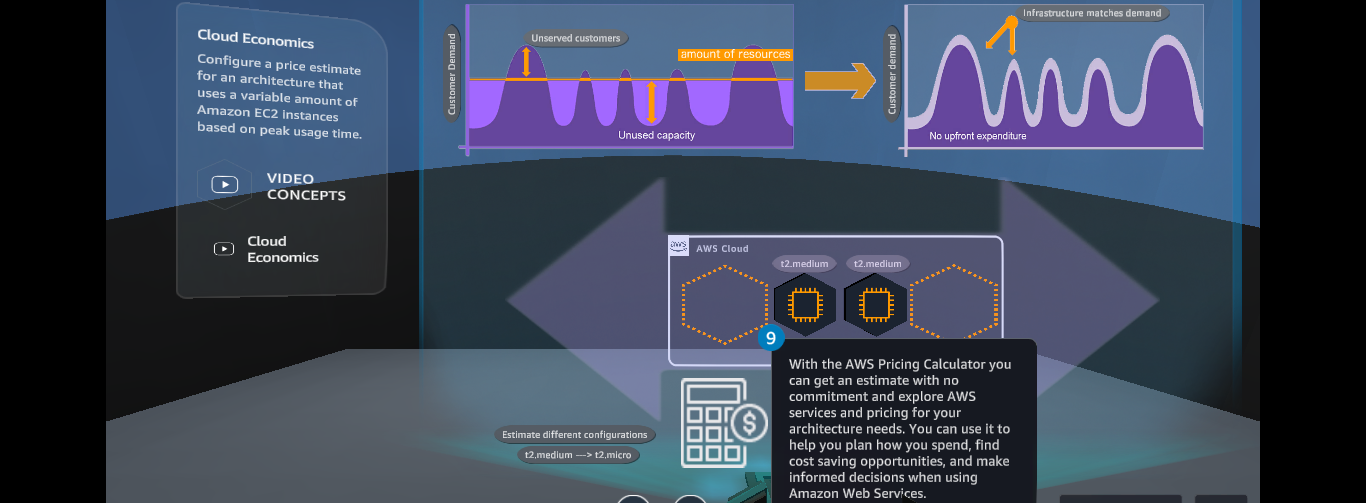 Cloud Economics
Configure a price estimate
for an architecture that
uses a variable amount of
Amazon EC2 instances
based on peak usage time.
VIDEO
CONCEPTS
Cloud
Economics
Customer Demand
Unserved customers
amount of resources
Unused capacity
Customer demand
Infrastructure matches demand
No upfront expenditure
aws
AWS Cloud
t2.medium
t2.medium
9
With the AWS Pricing Calculator you
can get an estimate with no
commitment and explore AWS
services and pricing for your
architecture needs. You can use it to
help you plan how you spend, find
cost saving opportunities, and make
informed decisions when using
Amazon Web Services.
$
Estimate different configurations
t2.medium —> t2.micro